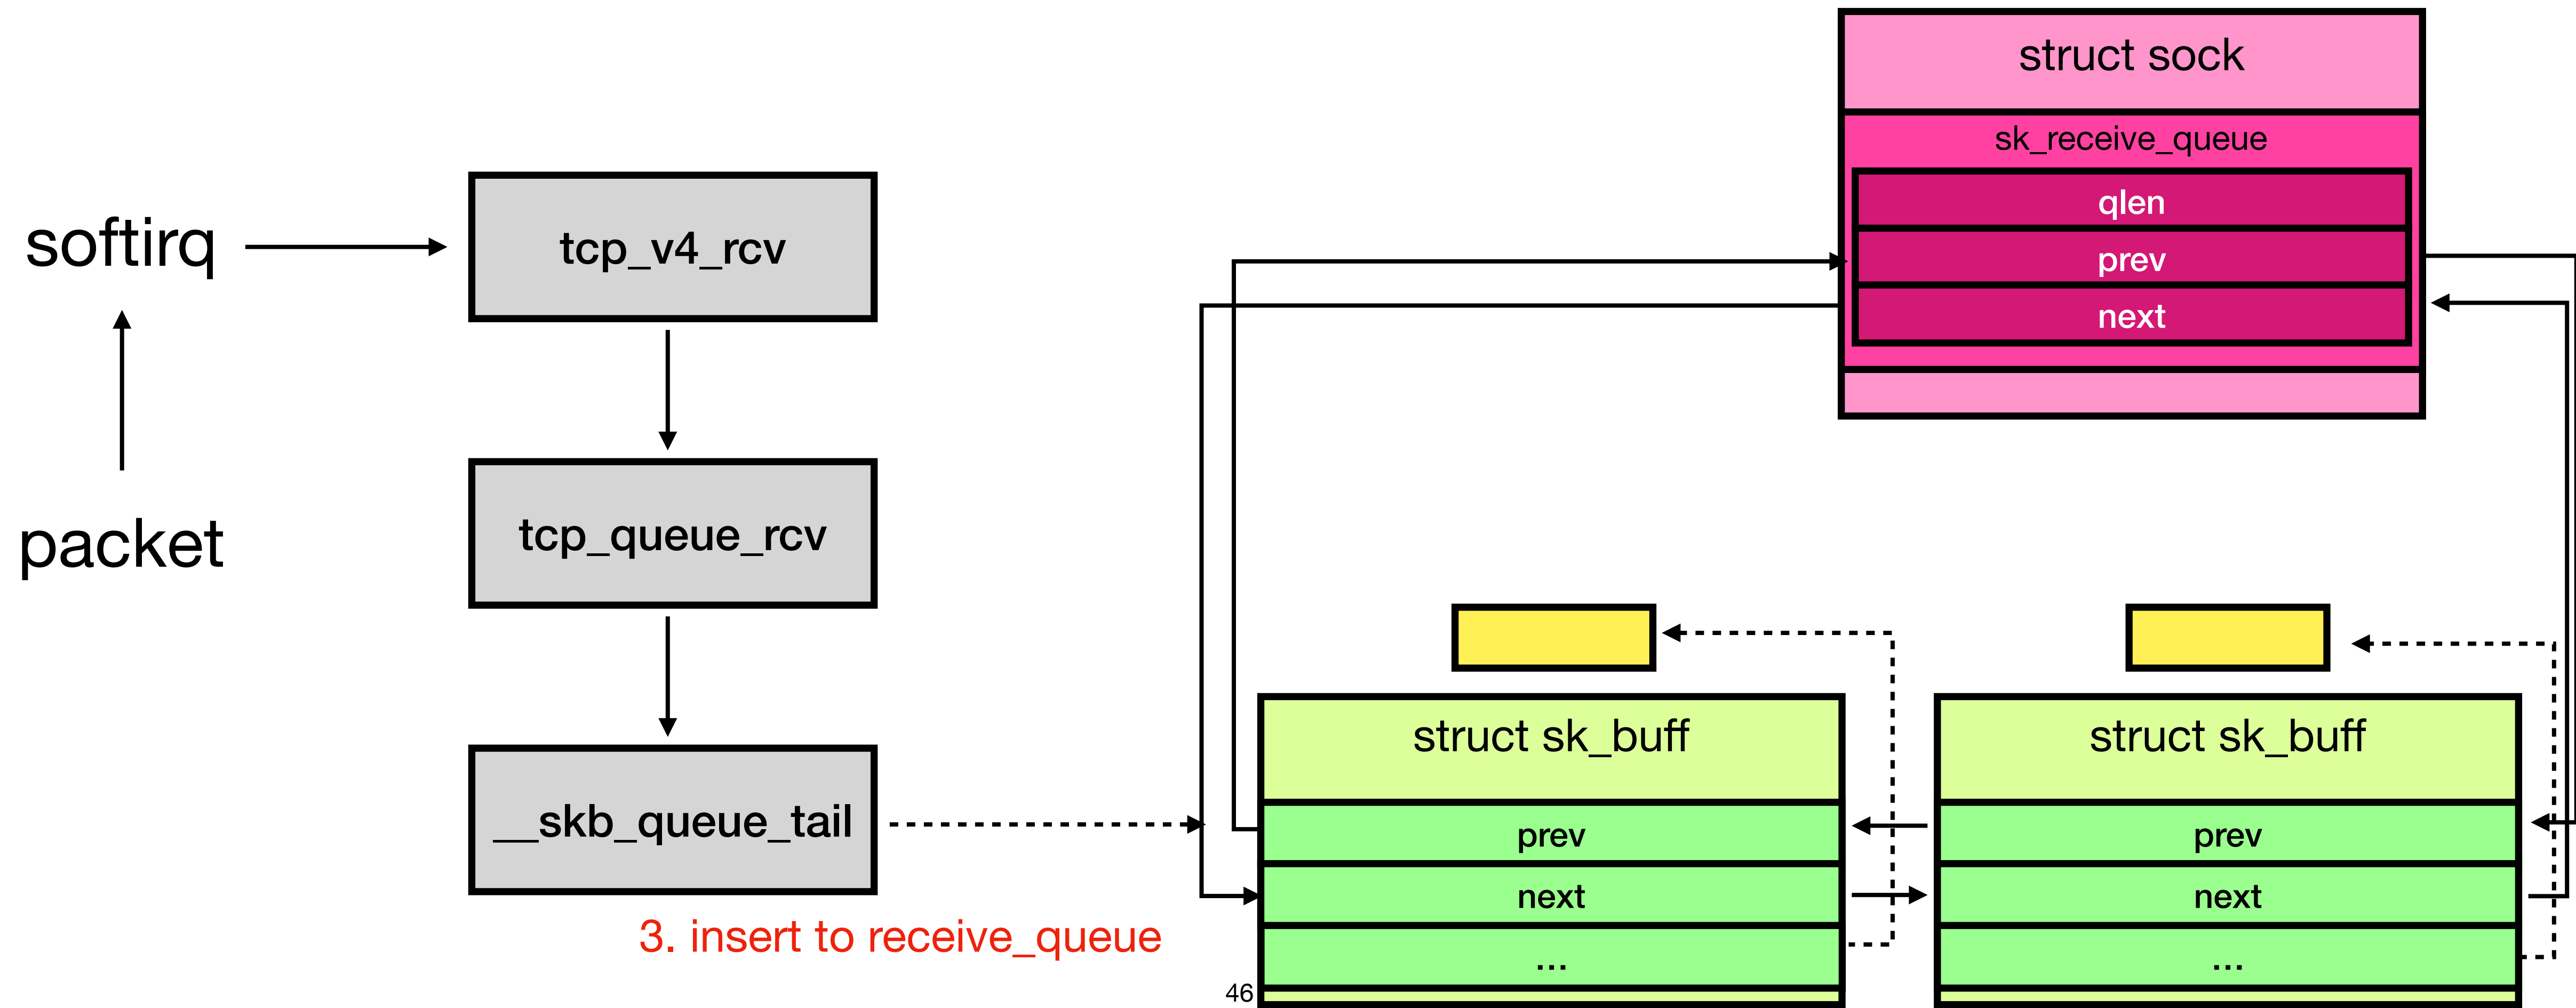 softirq
packet
tcp_v4_rcv
tcp_queue_rcv
__skb_queue_tail
3. insert to receive_queue
struct sock
sk_receive_queue
qlen
prev
next
struct sk_buff
prev
next
...
struct sk_buff
prev
next
...
46